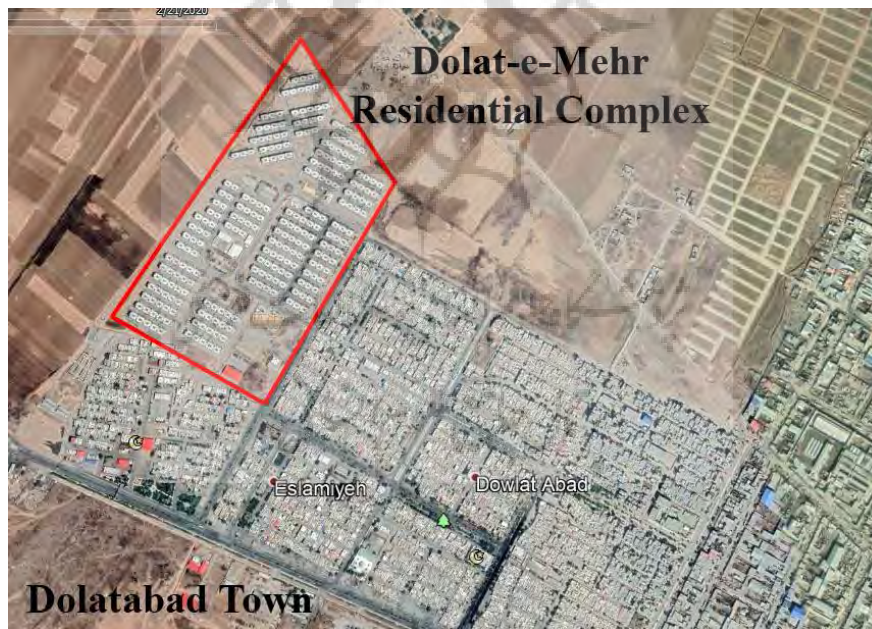 2/21/2020
Dolat-e-Mehr
Residential Complex
Eslamiyeh
Dowlat Abad
Dolatabad Town